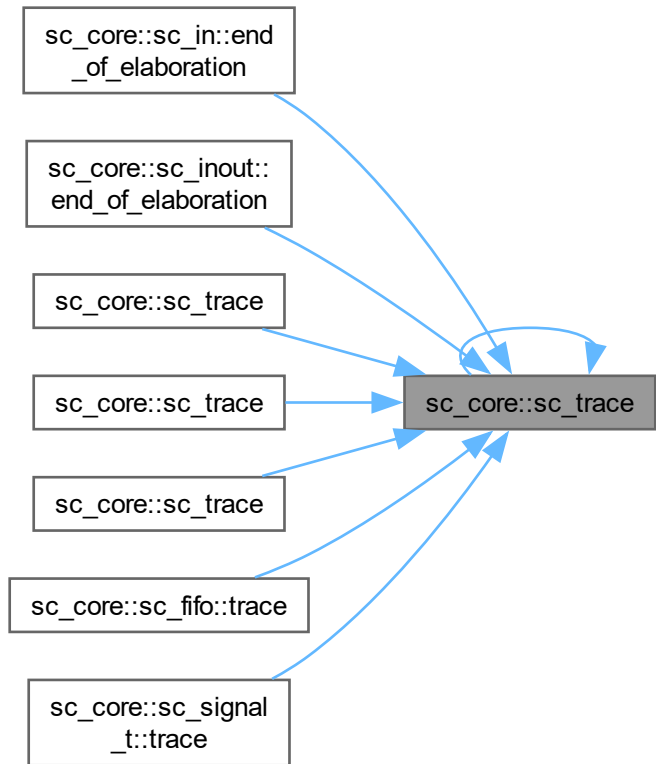 sc_core::sc_in::end
_of_elaboration
sc_core::sc_inout::
end_of_elaboration
sc_core::sc_trace
sc_core::sc_trace
sc_core::sc_trace
sc_core::sc_trace
sc_core::sc_fifo::trace
sc_core::sc_signal
_t::trace